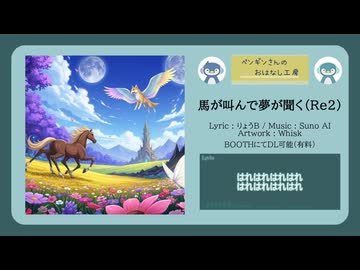 ペンギンさんの
おはなし工房
馬が叫んで夢が聞く(Re2)
Lyric : りょうB / Music : Suno AI
Artwork : Whisk
BOOTHにてDL可能(有料)
Lyric
はれはれはれはれ
はれはれはれはれ